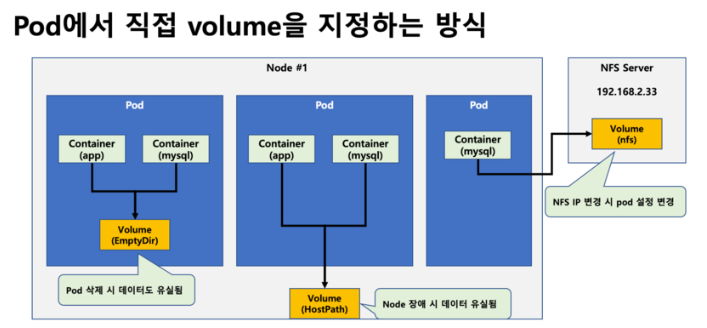 Pod에서 직접 volume을 지정하는 방식
Node #1
NFS Server
192.168.2.33
Pod
Pod
Pod
Container
(app)
Container
(mysql)
Container
(app)
Container
(mysql)
Container
(mysql)
Volume
(nfs)
NFS IP 변경 시 pod 설정 변경
Volume
(EmptyDir)
Pod 삭제 시 데이터도 유실됨
Volume
(HostPath)
Node 장애 시 데이터 유실됨